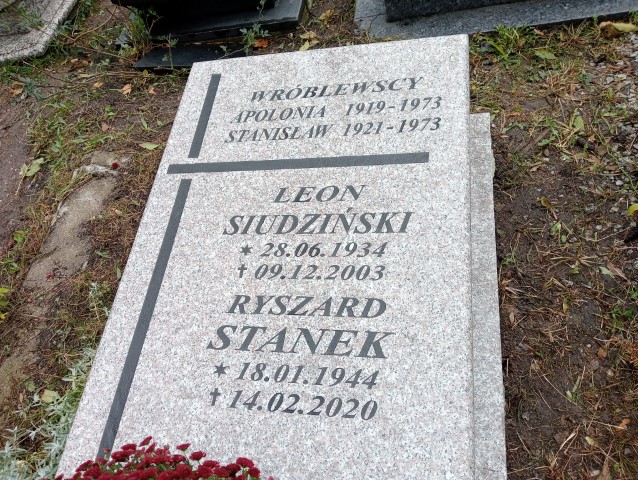 WRÓBLEWSCY
APOLONIA 1919-1973
STANISŁAW 1921-1973
LEON
SIUDZIŃSKI
* 28.06.1934
† 09.12.2003
RYSZARD
STANEK
* 18.01.1944
† 14.02.2020